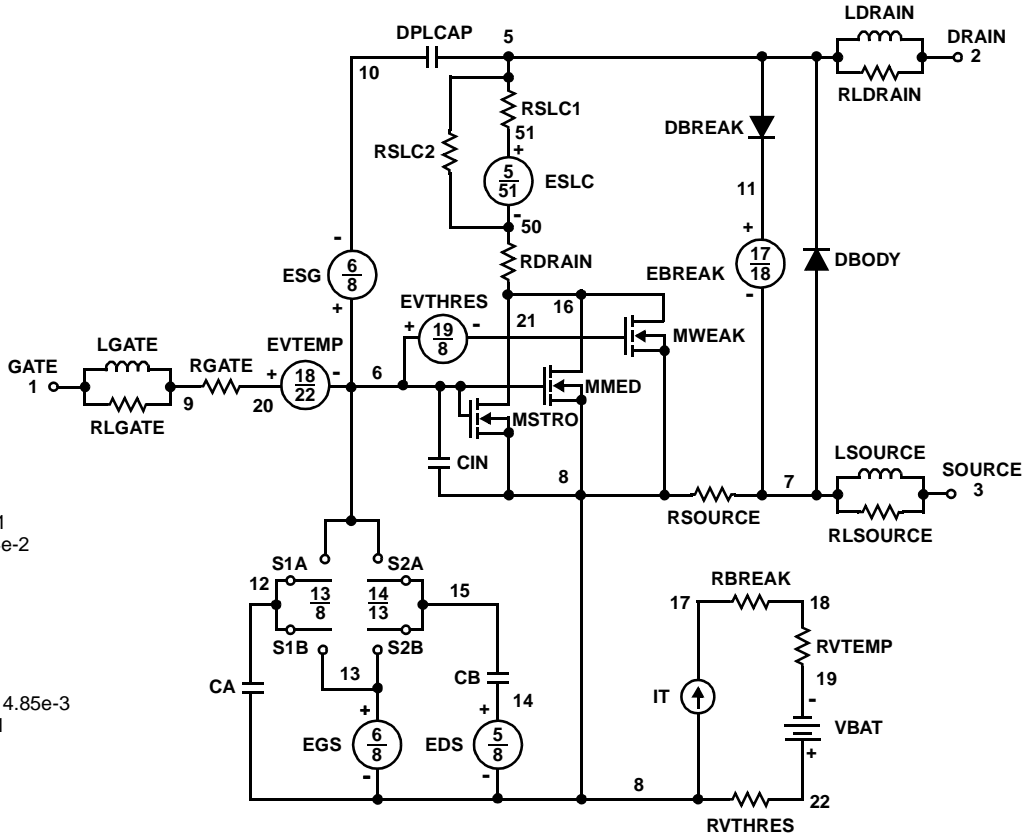 LDRAIN
DPLCAP 5 DRAIN
10 2
RSLC1 RLDRAIN
51 DBREAK
+
RSLC2
5
51 ESLC
11
-
50
- +
RDRAIN
6
8
ESG 17
18
EBREAK DBODY
+ -
EVTHRES 16
+ 19
8
- 21
MWEAK
LGATE EVTEMP
GATE RGATE + 18
22
- 6
1 MMED
9 20
RLGATE MSTRO
CIN LSOURCE
8 7 SOURCE
3
RSOURCE
RLSOURCE
e-2
S1A S2A
12 13
8
14
13
15 RBREAK
17 18
S1B S2B RVTEMP
13 CB 19
CA IT -
14
4.85e-3 + + VBAT
EGS 6
8
EDS 5
8
+
- -
8 22
RVTHRES